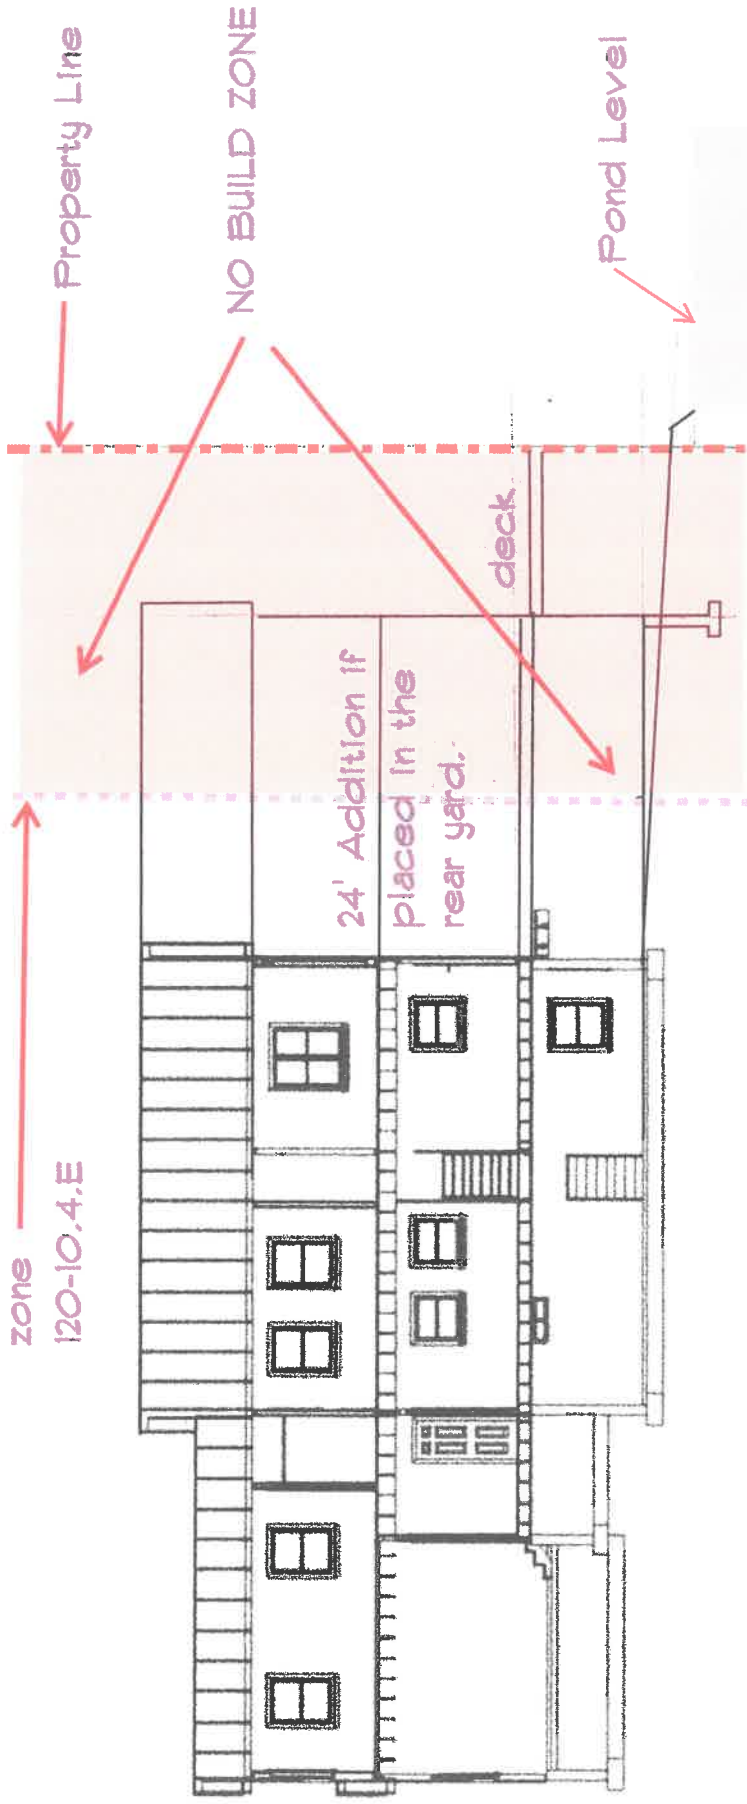 zone
120-10.4.E
Property Line
NO BUILD ZONE
24' Addition if
placed in the
rear yard.
deck
Pond Level